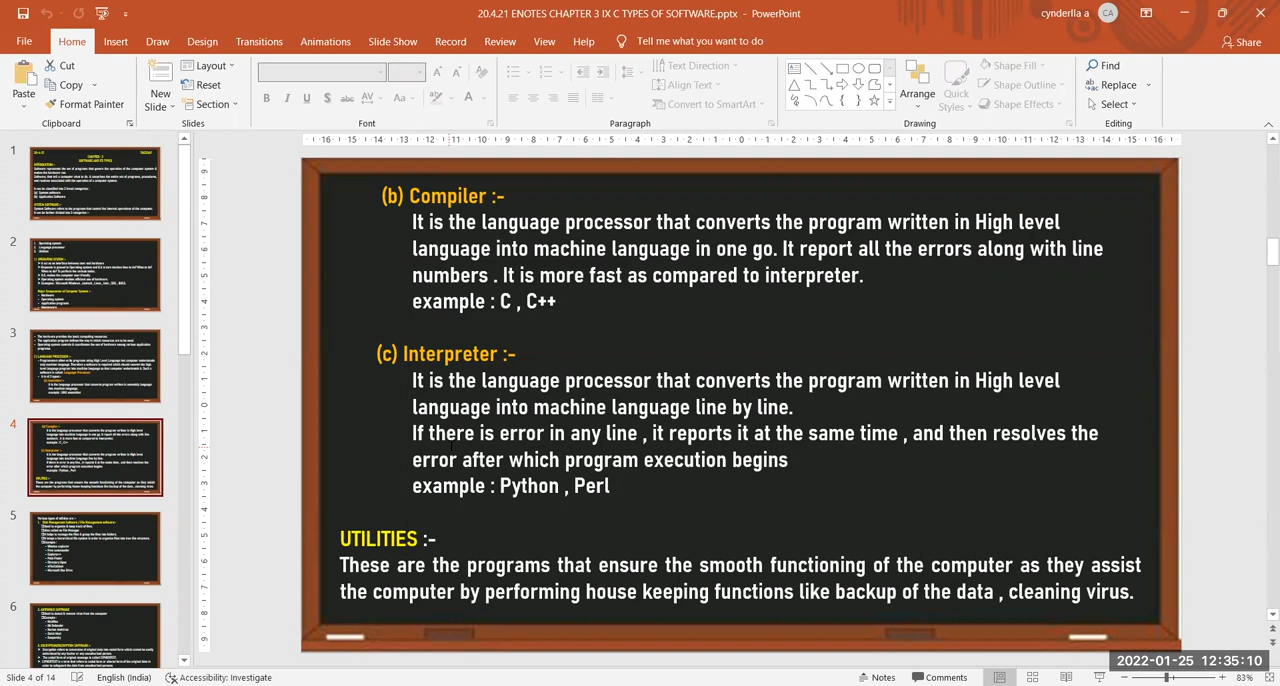 20.4.21 ENOTES CHAPTER 3 IX C TYPES OF SOFTWARE.pptx - PowerPoint
cynderlla a CA
File Home Insert Draw Design Transitions Animations Slide Show Record Review View Help Tell me what you want to do Share
Cut Layout Text Direction Shape Fill Find
Copy Reset Align Text Shape Outline Replace
Paste Format Painter New Slide Section Convert to SmartArt Arrange Quick Styles Shape Effects Select
Clipboard Slides Font Paragraph Drawing Editing
1
2
3
4
5
6
(b) Compiler :-
It is the language processor that converts the program written in High level
language into machine language in one go. It report all the errors along with line
numbers . It is more fast as compared to interpreter.
example : C , C++
(c) Interpreter :-
It is the language processor that converts the program written in High level
language into machine language line by line.
If there is error in any line , it reports it at the same time , and then resolves the
error after which program execution begins
example : Python , Perl
UTILITIES :-
These are the programs that ensure the smooth functioning of the computer as they assist
the computer by performing house keeping functions like backup of the data , cleaning virus.
2022-01-25 12:35:10
Slide 4 of 14 English (India) Accessibility: Investigate Notes Comments 83%